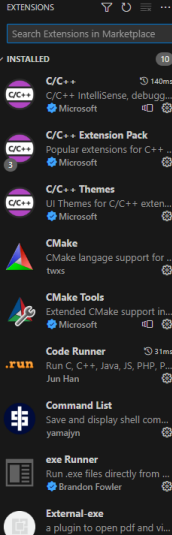 EXTENSIONS
Search Extensions in Marketplace
INSTALLED 10
C/C++ 140ms
C/C++
C/C++ IntelliSense, debugg...
Microsoft
C/C++ Extension Pack
C/C++
Popular extensions for C++ ...
3
Microsoft
C/C++ Themes
C/C++
UI Themes for C/C++ exten...
Microsoft
CMake
CMake langage support for ...
twxs
CMake Tools
Extended CMake support in...
Microsoft
Code Runner 31ms
.run
Run C, C++, Java, JS, PHP, P...
Jun Han
Command List
Save and display shell com...
yamajyn
exe Runner
Run .exe files directly from ...
Brandon Fowler
External-exe
a plugin to open pdf and vi...